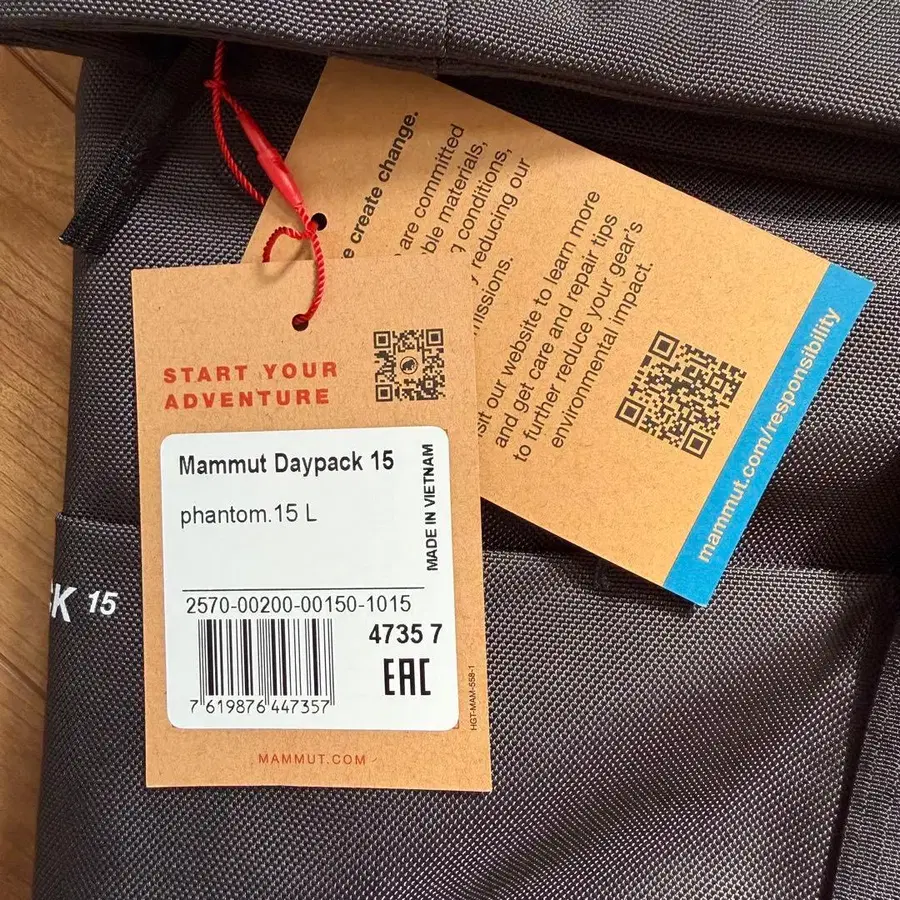 START YOUR
ADVENTURE
Mammut Daypack 15
phantom.15 L
MADE IN VIETNAM
2570-00200-00150-1015
4735 7
EAC
7 619876 447357
HGT-MAM-558-1
MAMMUT.COM
create change.
are committed
materials,
conditions,
reducing our
our website to learn more
and get care and repair tips
to further reduce your gear's
environmental impact.
mammut.com/responsibility
15